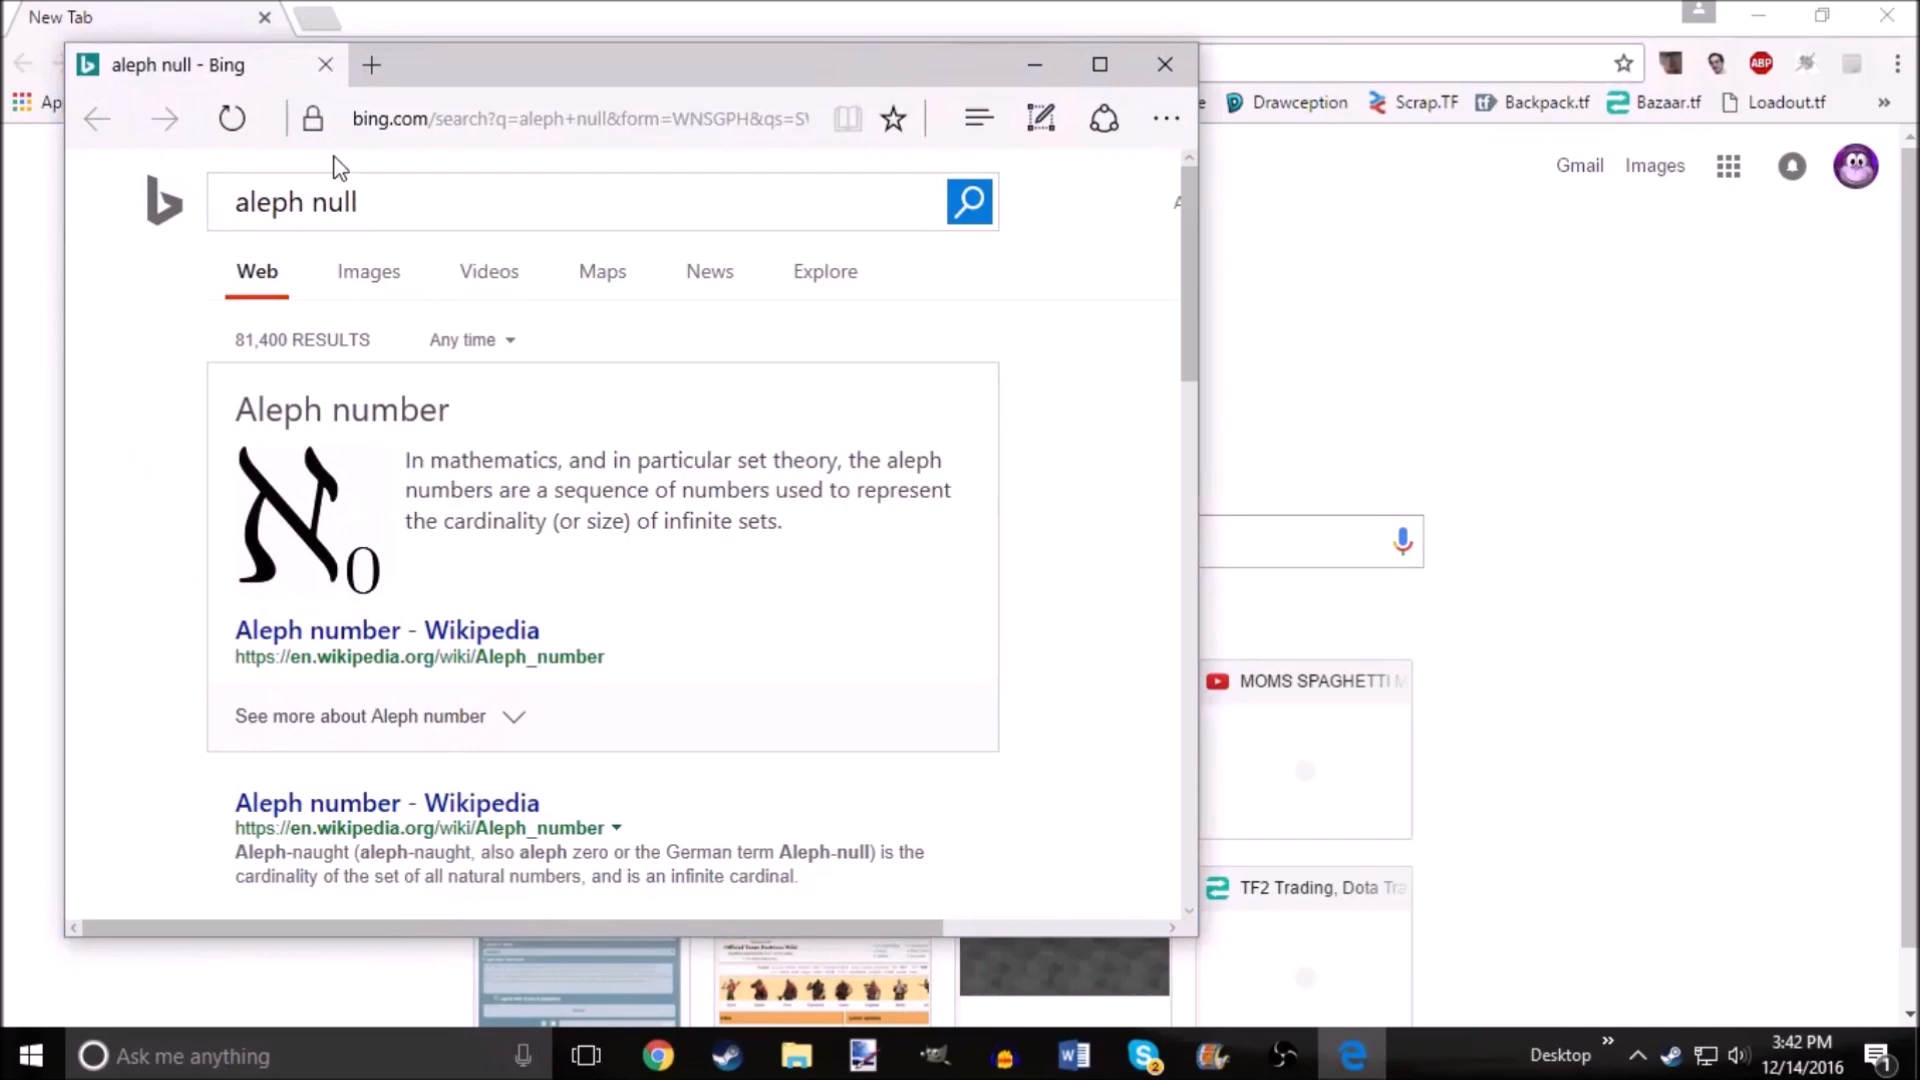 New Tab
aleph null - Bing
Ap
bing.com/search?q=aleph+null&form=WNSGPH&qs=S
ABP
Drawception
Scrap.TF
tf
Backpack.tf
Bazaar.tf
Loadout.tf
»
Gmail
Images
aleph null
Web
Images
Videos
Maps
News
Explore
81,400 RESULTS
Any time
Aleph number
ℵ0
In mathematics, and in particular set theory, the aleph
numbers are a sequence of numbers used to represent
the cardinality (or size) of infinite sets.
Aleph number - Wikipedia
https://en.wikipedia.org/wiki/Aleph_number
See more about Aleph number
Aleph number - Wikipedia
https://en.wikipedia.org/wiki/Aleph_number
Aleph-naught (aleph-naught, also aleph zero or the German term Aleph-null) is the
cardinality of the set of all natural numbers, and is an infinite cardinal.
MOMS SPAGHETTI
TF2 Trading, Dota Tra
Ask me anything
2
Desktop
»
3:42 PM
12/14/2016
1